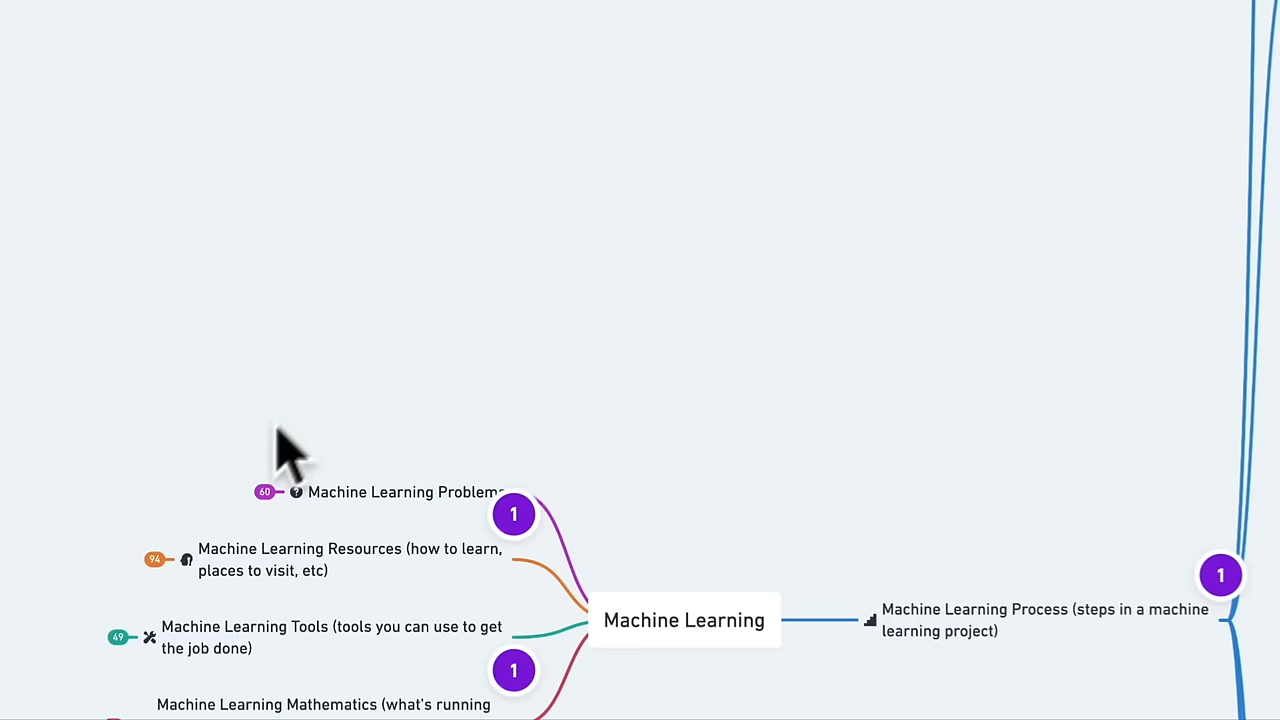 60 ? Machine Learning Problems
1
94 Machine Learning Resources (how to learn,
places to visit, etc)
49 Machine Learning Tools (tools you can use to get
the job done)
1
Machine Learning Mathematics (what's running
Machine Learning
1
Machine Learning Process (steps in a machine
learning project)